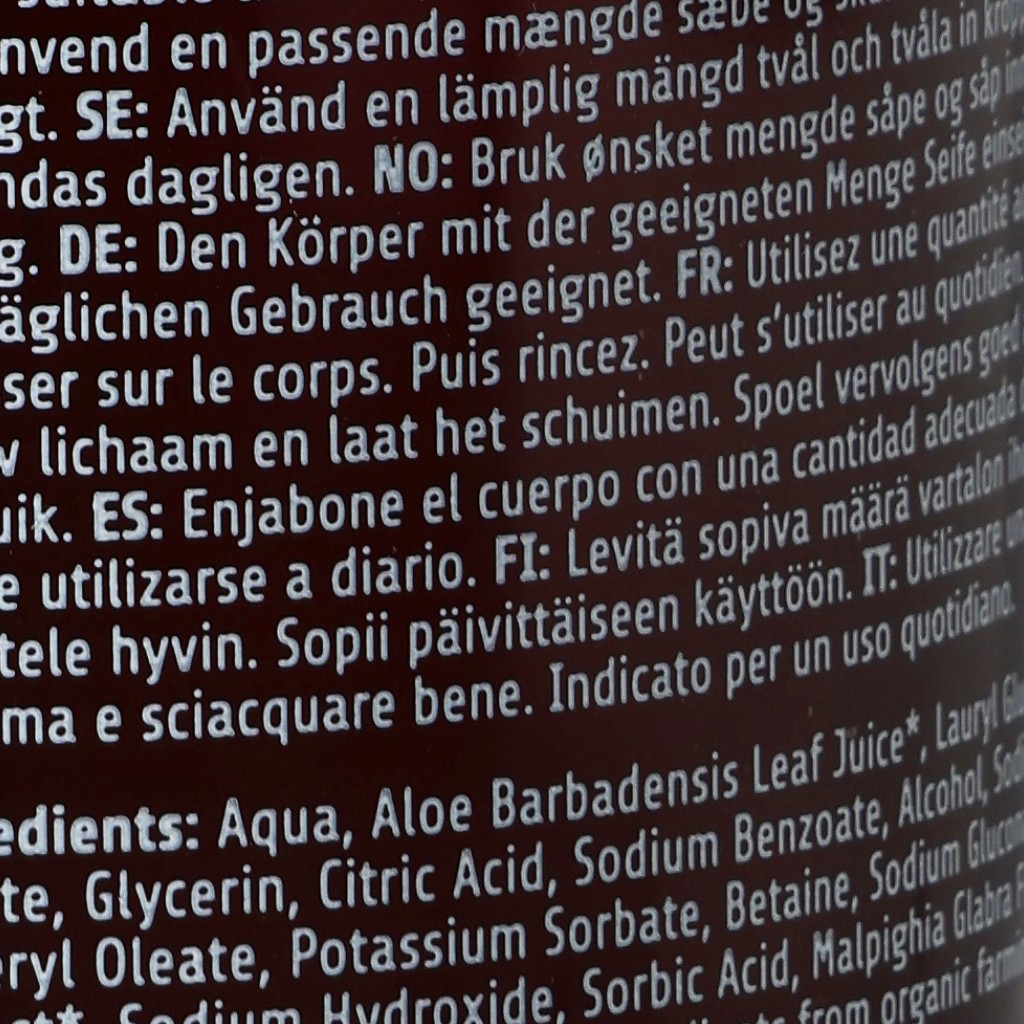 nvend en passende mængde sæbe og
gt. SE: Använd en lämplig mängd tvål och tvåla in
ndas dagligen. NO: Bruk ønsket mengde såpe og såp
g. DE: Den Körper mit der geeigneten Menge Seife
äglichen Gebrauch geeignet. FR: Utilisez une quantité
ser sur le corps. Puis rincez. Peut s'utiliser au quotidien.
v lichaam en laat het schuimen. Spoel vervolgens goed
uik. ES: Enjabone el cuerpo con una cantidad adecuada
e utilizarse a diario. FI: Levitä sopiva määrä vartalon
tele hyvin. Sopii päivittäiseen käyttöön. IT: Utilizzare
ma e sciacquare bene. Indicato per un uso quotidiano.
edients: Aqua, Aloe Barbadensis Leaf Juice*, Lauryl
te, Glycerin, Citric Acid, Sodium Benzoate, Alcohol,
eryl Oleate, Potassium Sorbate, Betaine, Sodium
Sodium Hydroxide, Sorbic Acid, Malpighia Glabra
from organic